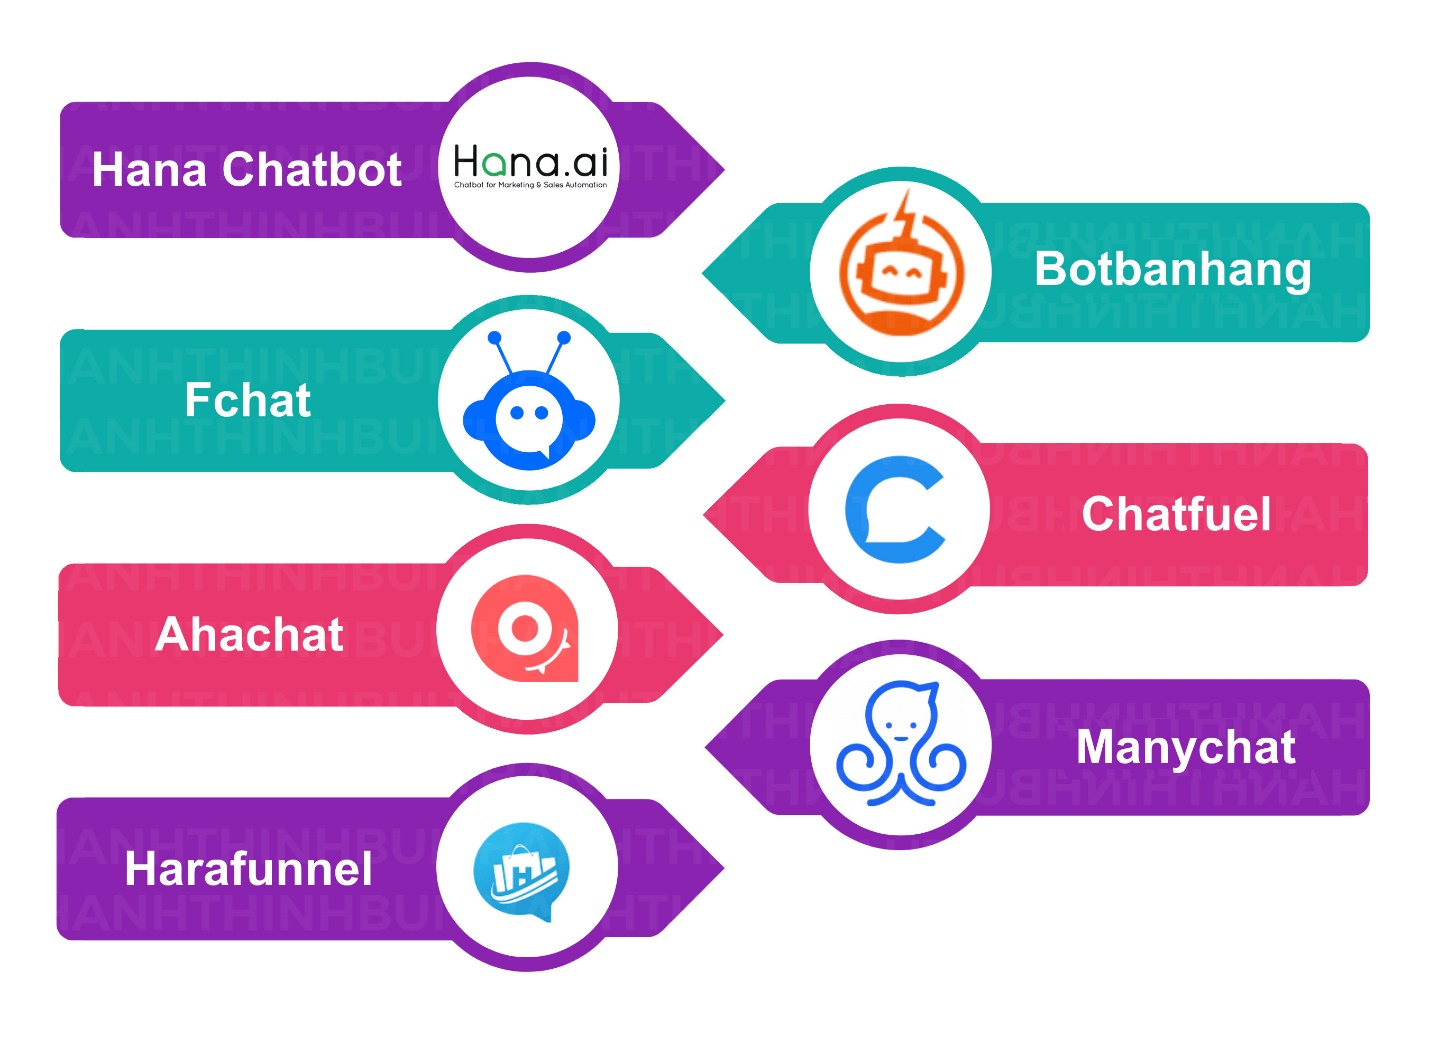 Hana Chatbot
Hana.ai
Chatbot for Marketing & Sales Automation
Botbanhang
Fchat
Chatfuel
Ahachat
Manychat
Harafunnel
H